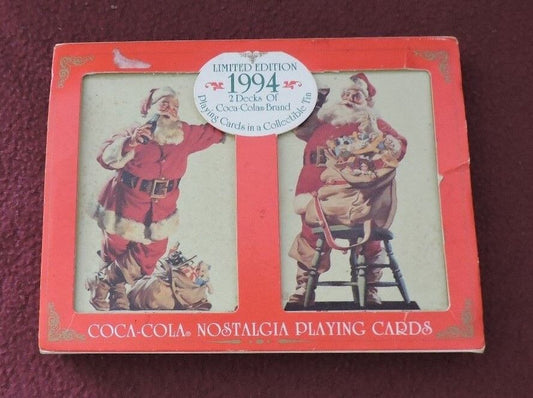 LIMITED EDITION
1994
2 Decks Of
Coca-Cola® Brand
Playing Cards in a Collectible Tin
COCA-COLA® NOSTALGIA PLAYING CARDS